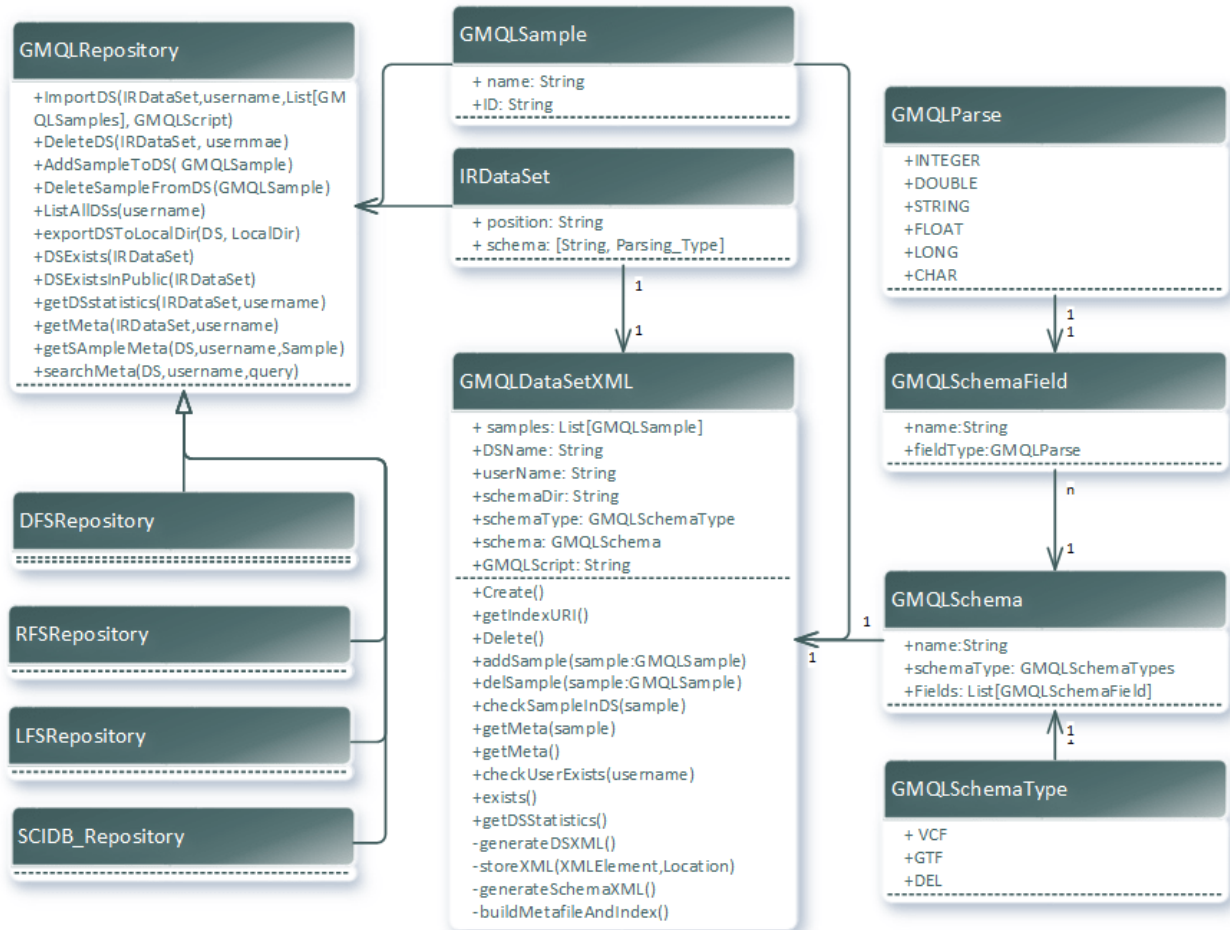 GMQLRepository
+ImportDS(IRDataSet,username,List[GM
QLSamples], GMQLScript)
+DeleteDS(IRDataSet, usernmae)
+AddSampleToDS( GMQLSample)
+DeleteSampleFromDS(GMQLSample)
+ListAllDSs(username)
+exportDSToLocalDir(DS, LocalDir)
+DSExists(IRDataSet)
+DSExistsInPublic(IRDataSet)
+getDSstatistics(IRDataSet,username)
+getMeta(IRDataSet,username)
+getSAmpleMeta(DS,username,Sample)
+searchMeta(DS,username,query)
DFSRepository
RFSRepository
LFSRepository
SCIDB_Repository
GMQLSample
+ name: String
+ID: String
IRDataSet
+ position: String
+ schema: [String, Parsing_Type]
1
1
GMQLDataSetXML
+ samples: List[GMQLSample]
+DSName: String
+userName: String
+schemaDir: String
+schemaType: GMQLSchemaType
+schema: GMQLSchema
+GMQLScript: String
+Create()
+getIndexURI()
+Delete()
+addSample(sample:GMQLSample)
+delSample(sample:GMQLSample)
+checkSampleInDS(sample)
+getMeta(sample)
+getMeta()
+checkUserExists(username)
+exists()
+getDSStatistics()
-generateDSXML()
-storeXML(XMLElement,Location)
-generateSchemaXML()
-buildMetafileAndIndex()
GMQLParse
+INTEGER
+DOUBLE
+STRING
+FLOAT
+LONG
+CHAR
1
1
GMQLSchemaField
+name:String
+fieldType:GMQLParse
n
1
1
1
GMQLSchema
+name:String
+schemaType: GMQLSchemaTypes
+Fields: List[GMQLSchemaField]
1
1
GMQLSchemaType
+ VCF
+GTF
+DEL